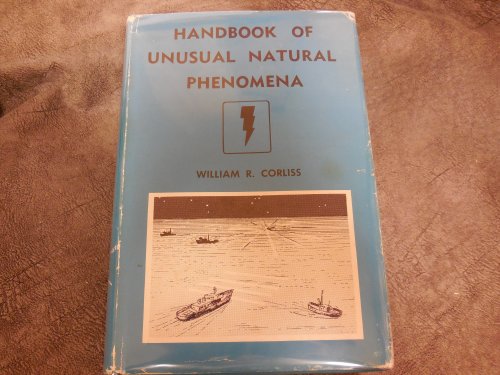 HANDBOOK OF
UNUSUAL NATURAL
PHENOMENA
WILLIAM R. CORLISS